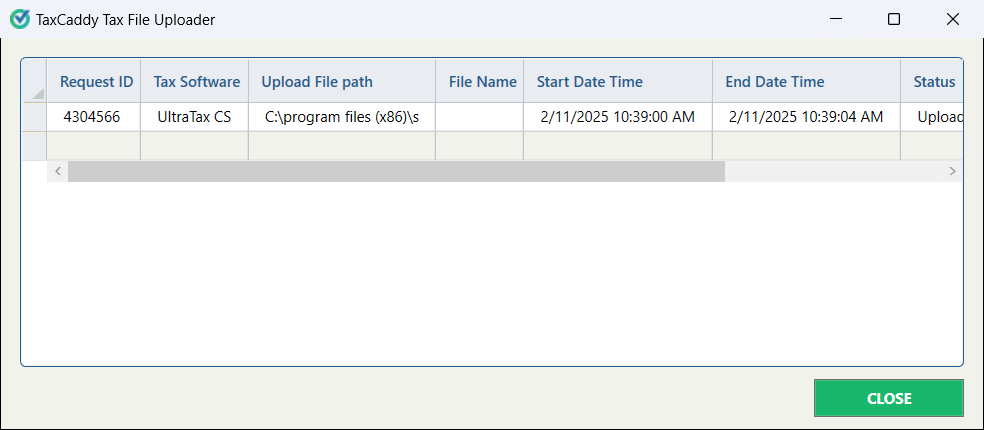 TaxCaddy Tax File Uploader
Request ID Tax Software Upload File path File Name Start Date Time End Date Time Status
4304566 UltraTax CS C:\program files (x86)\s 2/11/2025 10:39:00 AM 2/11/2025 10:39:04 AM Upload
CLOSE